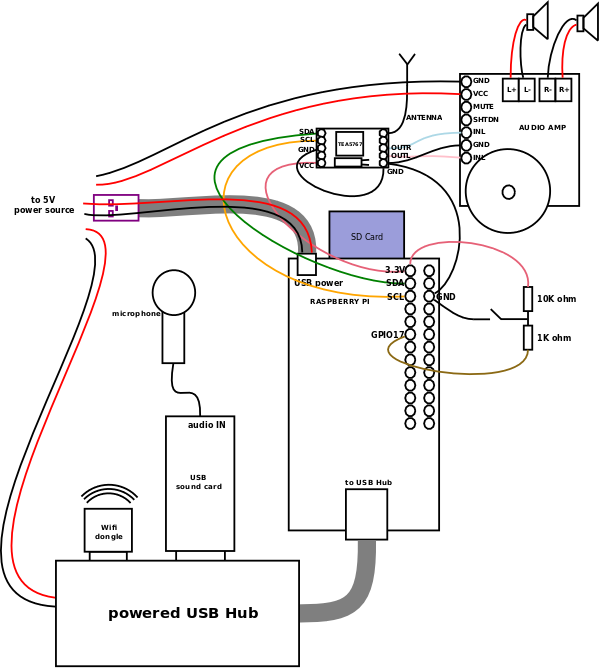 GND
VCC
MUTE
SHTDN
INL
GND
INL
L+
L-
R-
R+
AUDIO AMP
ANTENNA
SDA
SCL
GND
VCC
TEA5767
OUTR
OUTL
GND
to 5V
power source
SD Card
USB power
RASPBERRY PI
3.3V
SDA
SCL
GND
GPIO17
10K ohm
1K ohm
microphone
audio IN
USB
sound card
to USB Hub
Wifi
dongle
powered USB Hub